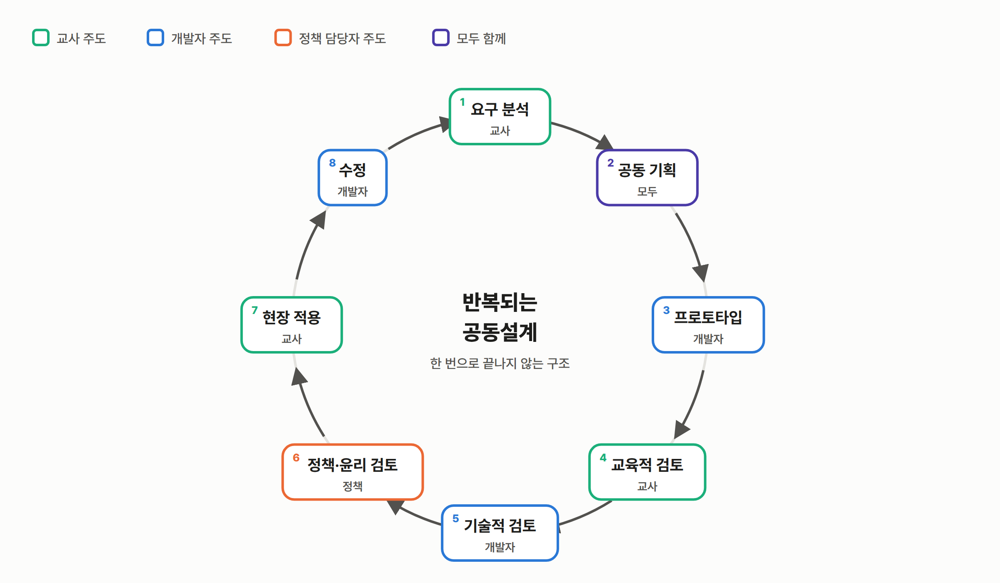 교사 주도
개발자 주도
정책 담당자 주도
모두 함께
1 요구 분석
교사
2 공동 기획
모두
3 프로토타입
개발자
4 교육적 검토
교사
5 기술적 검토
개발자
6 정책·윤리 검토
정책
7 현장 적용
교사
8 수정
개발자
반복되는
공동설계
한 번으로 끝나지 않는 구조